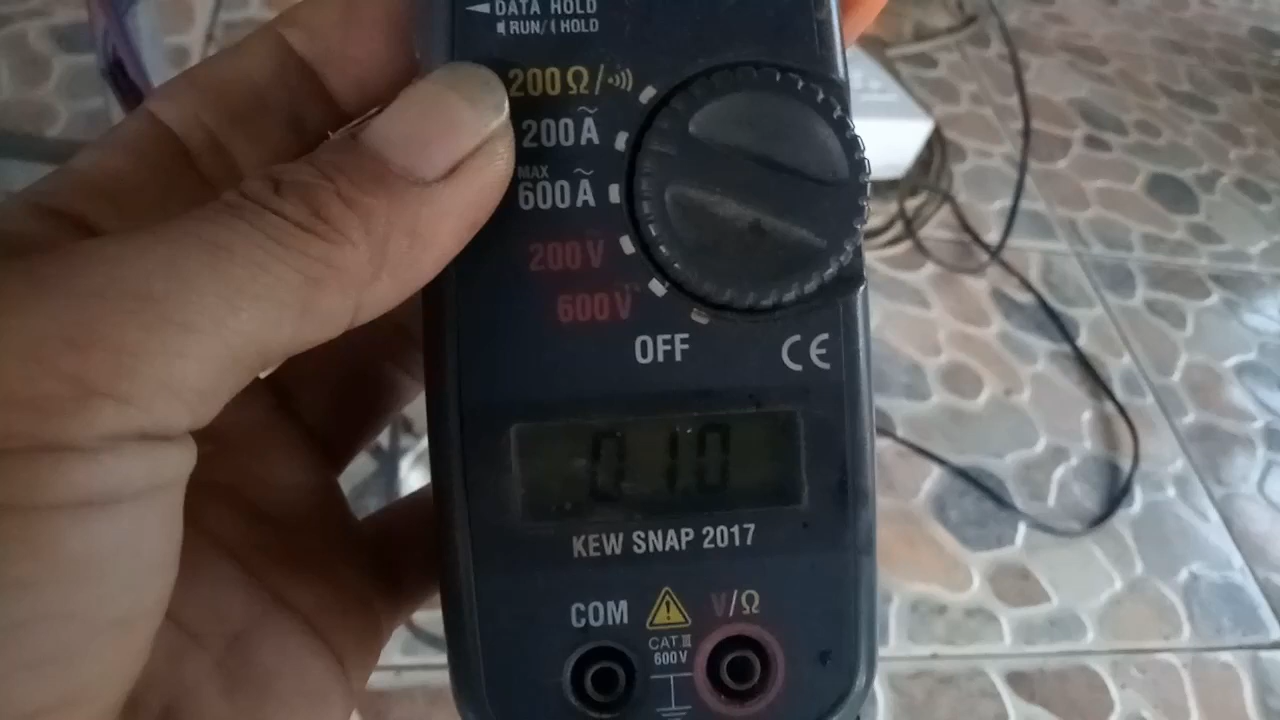 DATA HOLD
RUN/ HOLD
200Ω/
200A
MAX
600A
200V
600V
OFF
CE
01.0
KEW SNAP 2017
COM
V/Ω
CAT.III
600V